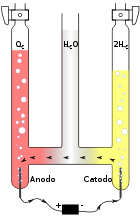 O₂ H₂O 2H₂
Anodo Catodo
+ -